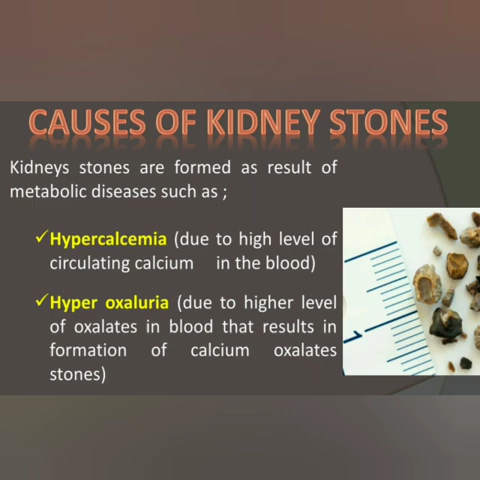 CAUSES OF KIDNEY STONES
Kidneys stones are formed as result of
metabolic diseases such as ;
✓Hypercalcemia (due to high level of
circulating calcium in the blood)
✓Hyper oxaluria (due to higher level
of oxalates in blood that results in
formation of calcium oxalates
stones)
1